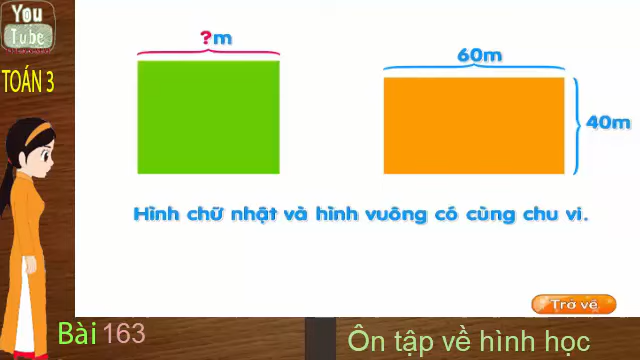 You
Tube
TOÁN 3
?m
60m
40m
Hình chữ nhật và hình vuông có cùng chu vi.
Trở về
Bài 163
Ôn tập về hình học